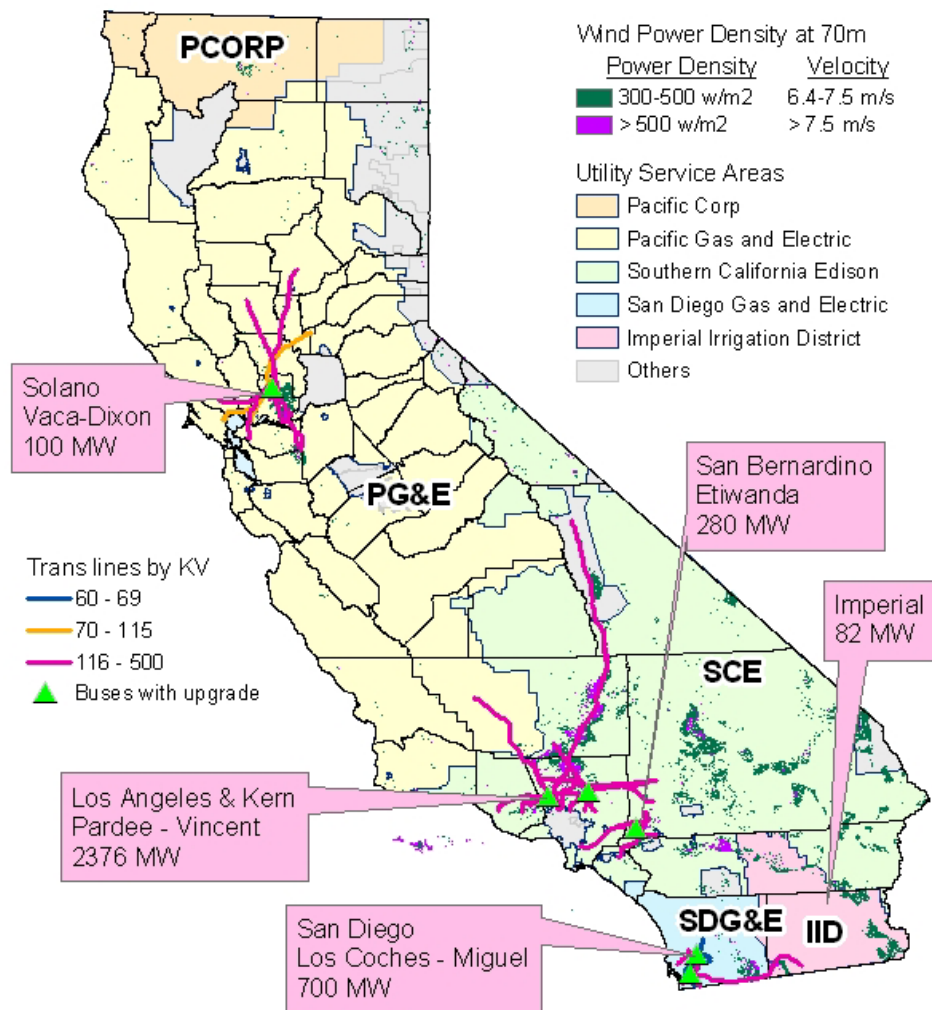 PCORP
Wind Power Density at 70m
Power Density Velocity
300-500 w/m2 6.4-7.5 m/s
> 500 w/m2 > 7.5 m/s
Utility Service Areas
Pacific Corp
Pacific Gas and Electric
Southern California Edison
San Diego Gas and Electric
Imperial Irrigation District
Others
Solano
Vaca-Dixon
100 MW
PG&E
San Bernardino
Etiwanda
280 MW
Trans lines by KV
60 - 69
70 - 115
116 - 500
Buses with upgrade
Imperial
82 MW
SCE
Los Angeles & Kern
Pardee - Vincent
2376 MW
San Diego
Los Coches - Miguel
700 MW
SDG&E
IID